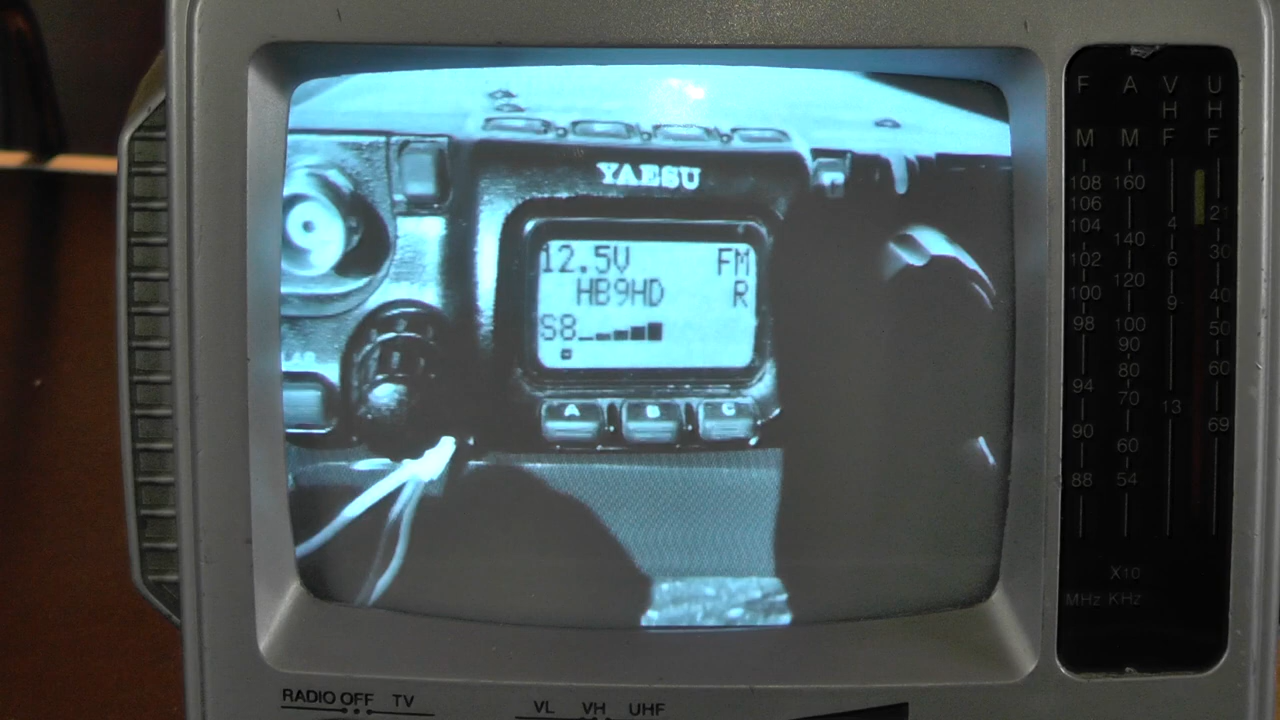 YAESU
12.5V FM
HB9HD R
S8
A B C
F A V U
H H
M M F F
108 160
106
104 4 21
140
102 6 30
120
100 9 40
98 100 50
90
80 60
94 70
13
90 60 69
88 54
X10
MHz KHz
RADIO OFF TV VL VH UHF